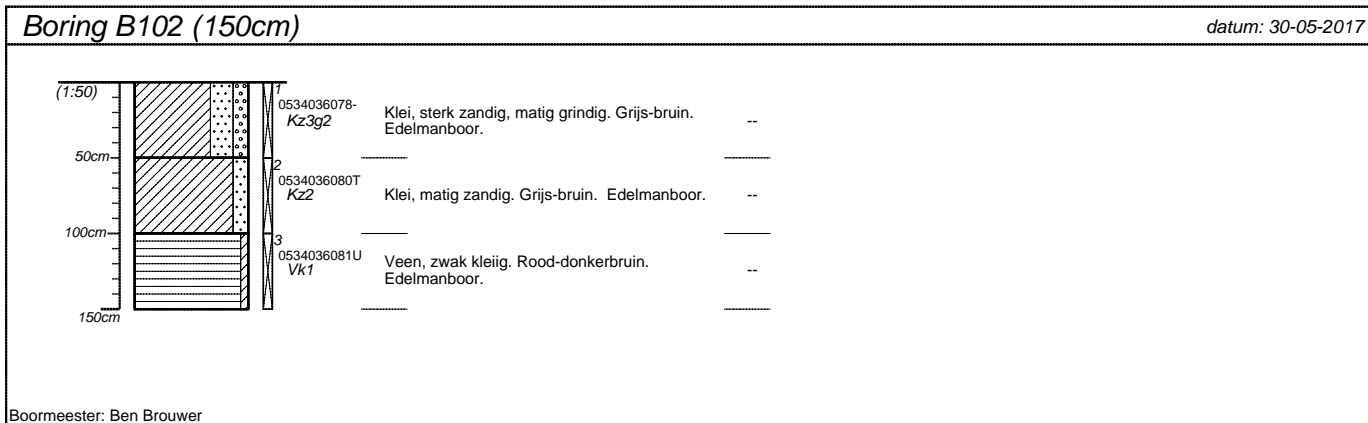 Boring B102 (150cm)
datum: 30-05-2017
(1:50)
1
0534036078-
Kz3g2
Klei, sterk zandig, matig grindig. Grijs-bruin.
Edelmanboor.
--
50cm
2
0534036080T
Kz2
Klei, matig zandig. Grijs-bruin. Edelmanboor.
--
100cm
3
0534036081U
Vk1
Veen, zwak kleiig. Rood-donkerbruin.
Edelmanboor.
--
150cm
Boormeester: Ben Brouwer